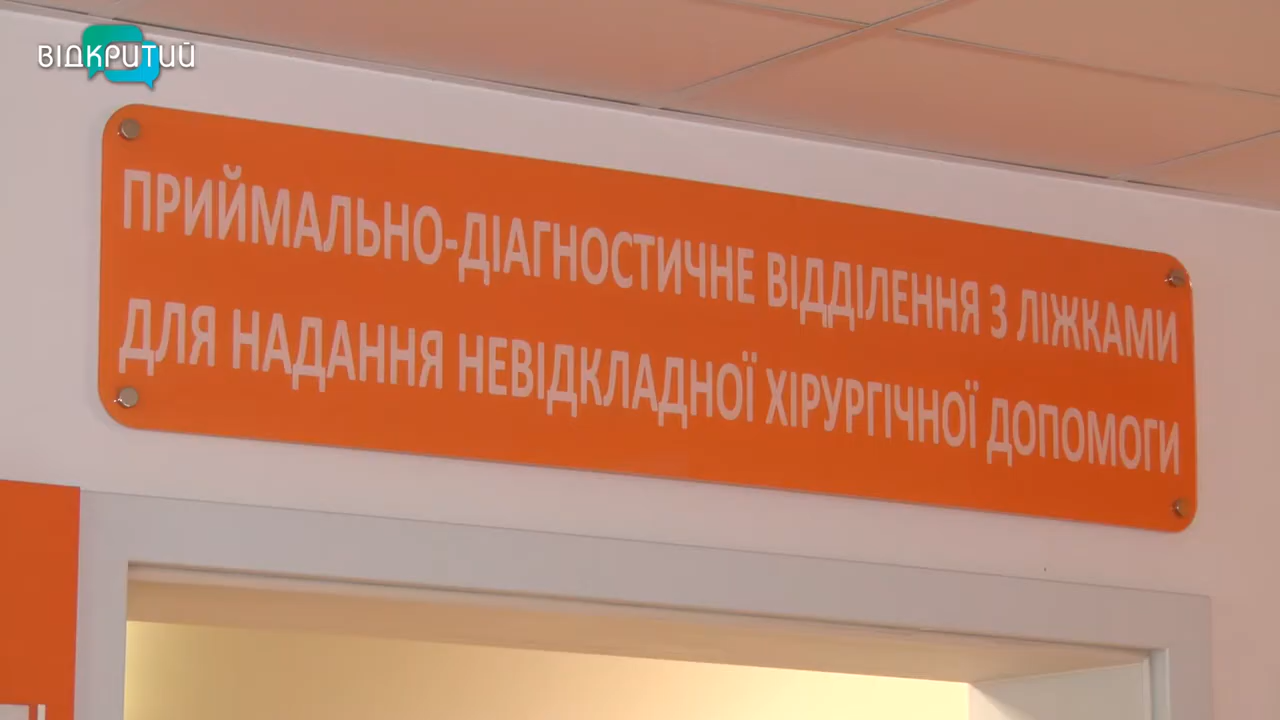 ВІДКРИТИЙ
ПРИЙМАЛЬНО-ДІАГНОСТИЧНЕ ВІДДІЛЕННЯ З ЛІЖКАМИ
ДЛЯ НАДАННЯ НЕВІДКЛАДНОЇ ХІРУРГІЧНОЇ ДОПОМОГИ